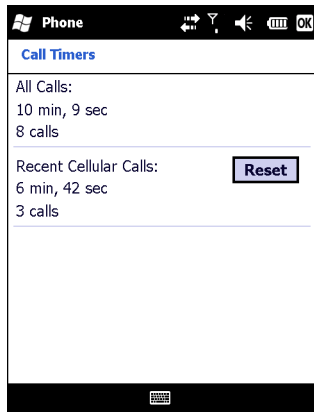 Phone
OK
Call Timers
All Calls:
10 min, 9 sec
8 calls
Recent Cellular Calls:
Reset
6 min, 42 sec
3 calls